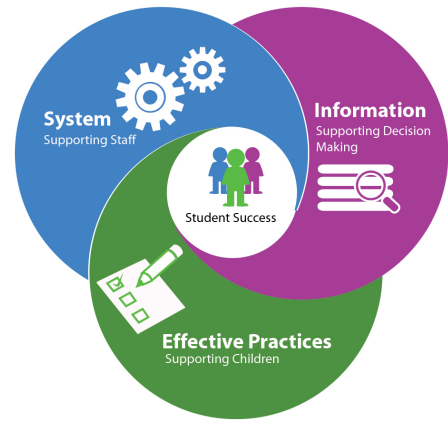 System
Supporting Staff
Information
Supporting Decision
Making
Student Success
Effective Practices
Supporting Children